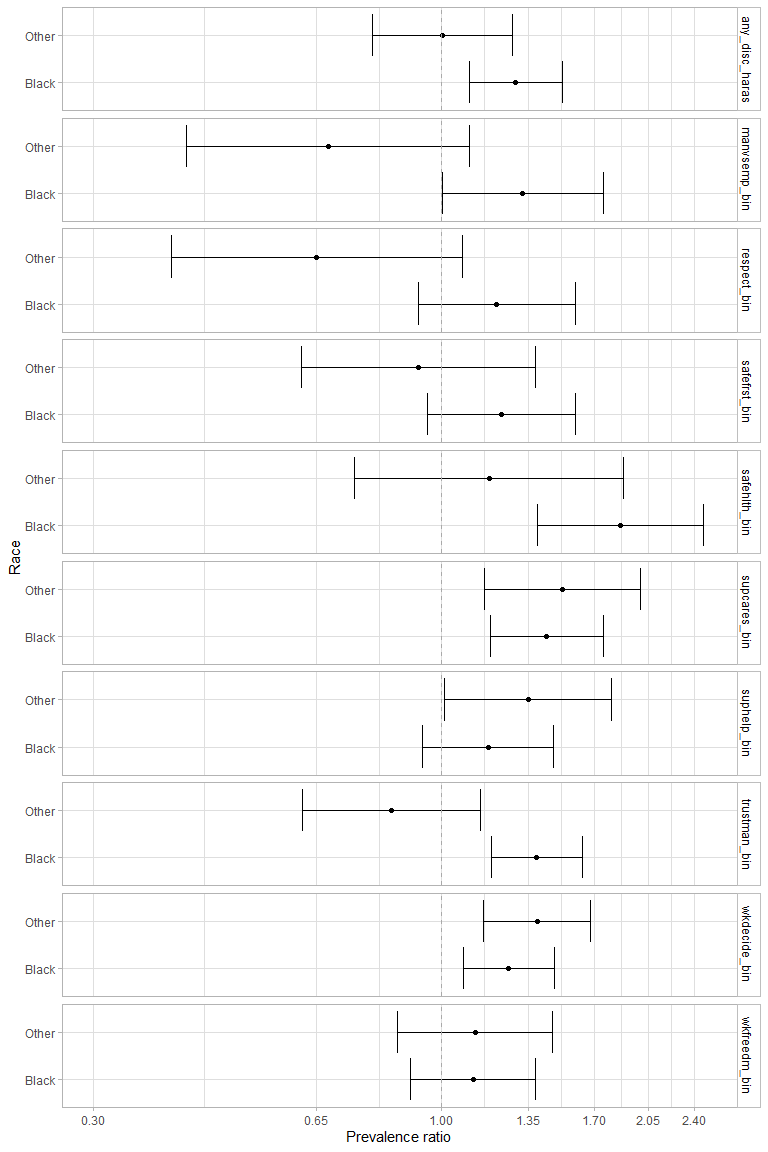 Other
Black
any_disc_haras
Other
Black
manvsemp_bin
Other
Black
respect_bin
Other
Black
safefrst_bin
Other
Black
safehlth_bin
Other
Black
supcares_bin
Other
Black
suphelp_bin
Other
Black
trustman_bin
Other
Black
wkdecide_bin
Other
Black
wkfreedm_bin
Race
0.30 0.65 1.00 1.35 1.70 2.05 2.40
Prevalence ratio